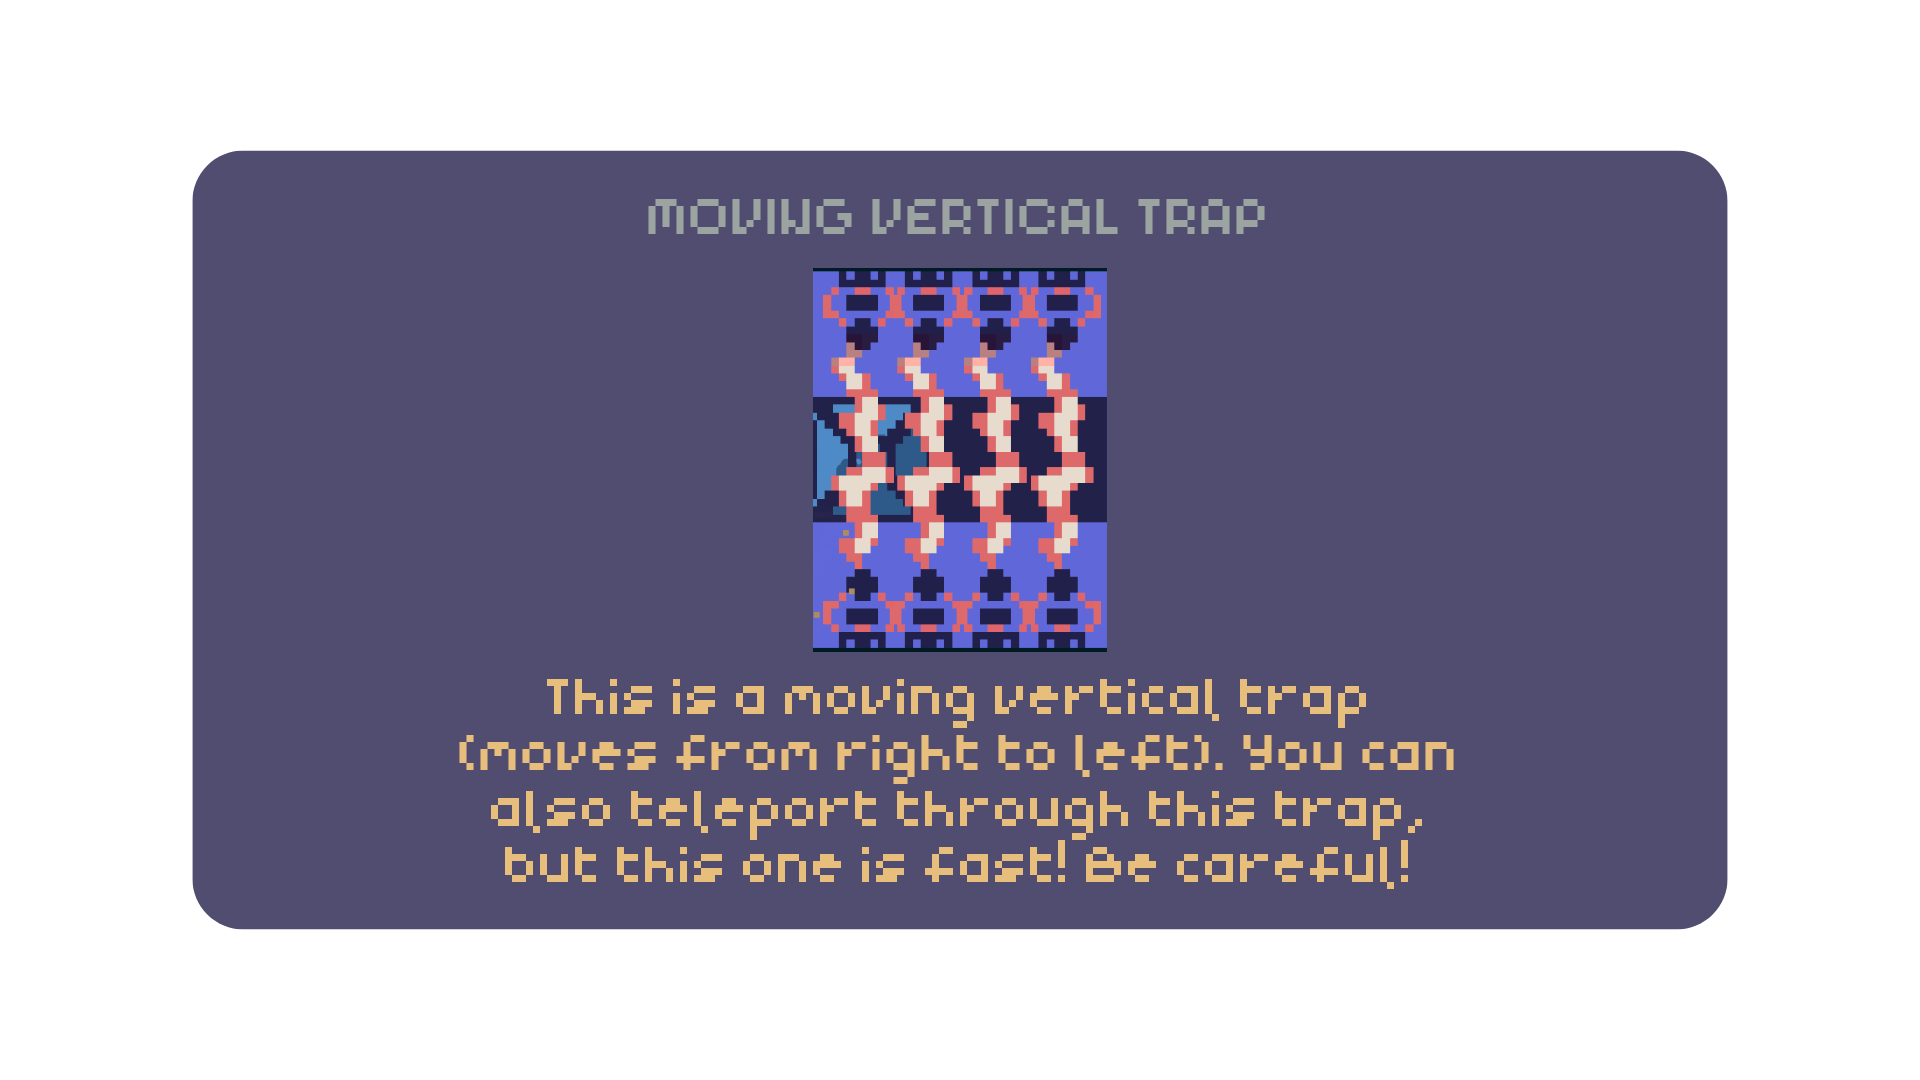 MOVING VERTICAL TRAP
This is a moving vertical trap
(moves from right to left). You can
also teleport through this trap,
but this one is fast! Be careful!